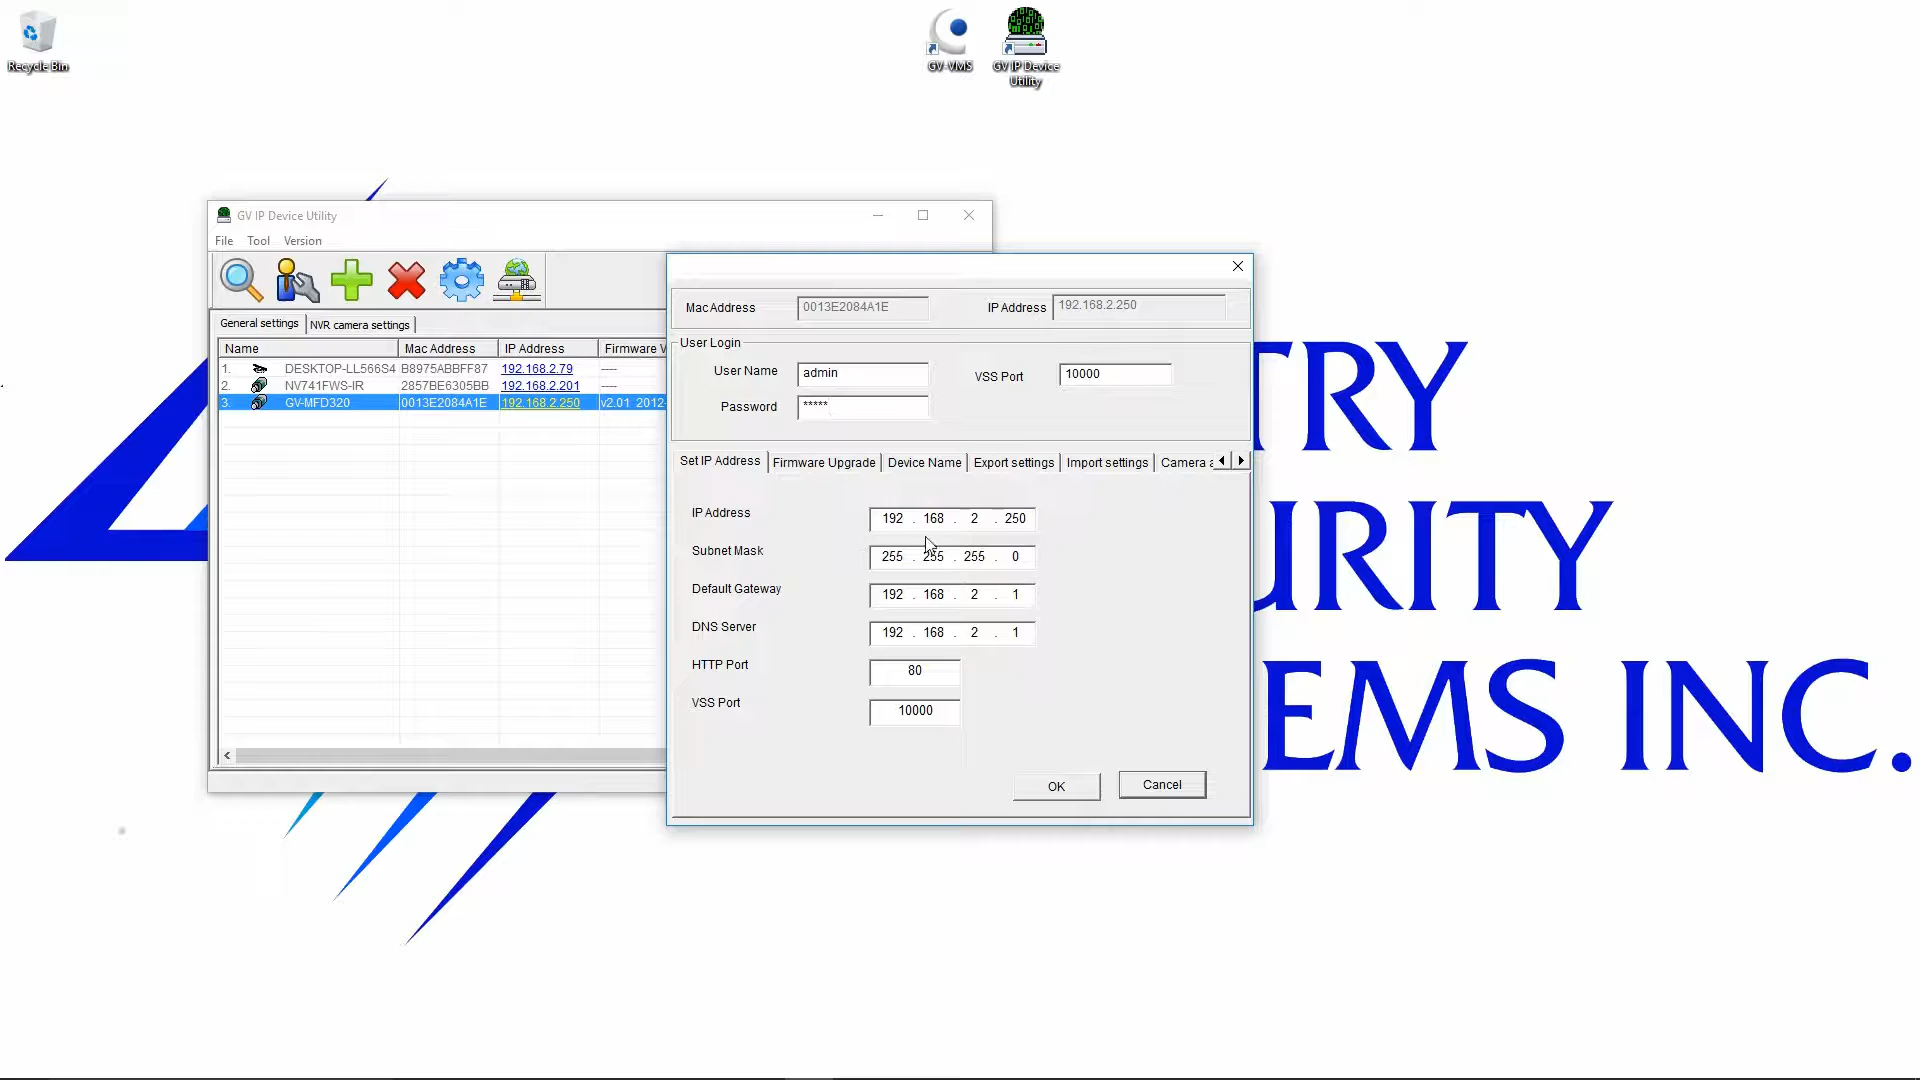 Recycle Bin
GV-VMS
GV IP Device
Utility
GV IP Device Utility
File Tool Version
General settings
NVR camera settings
Name Mac Address IP Address Firmware V
1. DESKTOP-LL566S4 B8975ABBFF87 192.168.2.79 ----
2. NV741FWS-IR 2857BE6305BB 192.168.2.201 ----
3. GV-MFD320 0013E2084A1E 192.168.2.250 v2.01 2012-
Mac Address 0013E2084A1E IP Address 192.168.2.250
User Login
User Name admin VSS Port 10000
Password *****
Set IP Address Firmware Upgrade Device Name Export settings Import settings Camera a
IP Address 192 . 168 . 2 . 250
Subnet Mask 255 . 255 . 255 . 0
Default Gateway 192 . 168 . 2 . 1
DNS Server 192 . 168 . 2 . 1
HTTP Port 80
VSS Port 10000
OK Cancel
TRY
URITY
EMS INC.